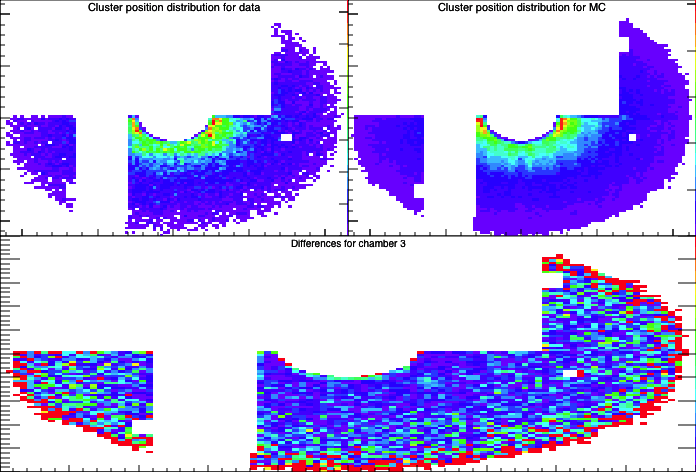 Cluster position distribution for data
Cluster position distribution for MC
Differences for chamber 3